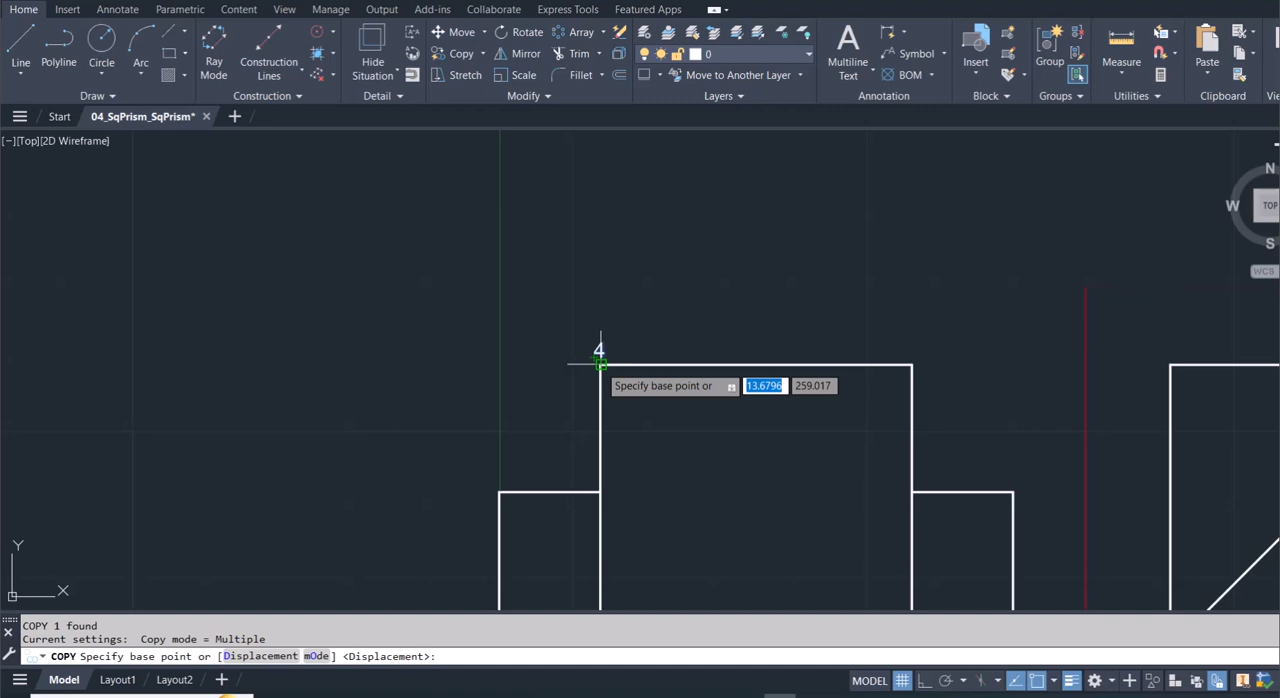 Home Insert Annotate Parametric Content View Manage Output Add-ins Collaborate Express Tools Featured Apps
Line Polyline Circle Arc Ray Mode Construction Lines Hide Situation
Move Rotate Array
Copy Mirror Trim
Stretch Scale Fillet
0
Move to Another Layer
Multiline Text Symbol BOM
Insert Group Measure Paste
Draw Construction Detail Modify Layers Annotation Block Groups Utilities Clipboard
Start 04_SqPrism_SqPrism*
[−][Top][2D Wireframe]
N
W TOP
S
WCS
4
Specify base point or 13.6796 259.017
Y
X
COPY 1 found
Current settings: Copy mode = Multiple
COPY Specify base point or [Displacement mOde] <Displacement>:
Model Layout1 Layout2 MODEL